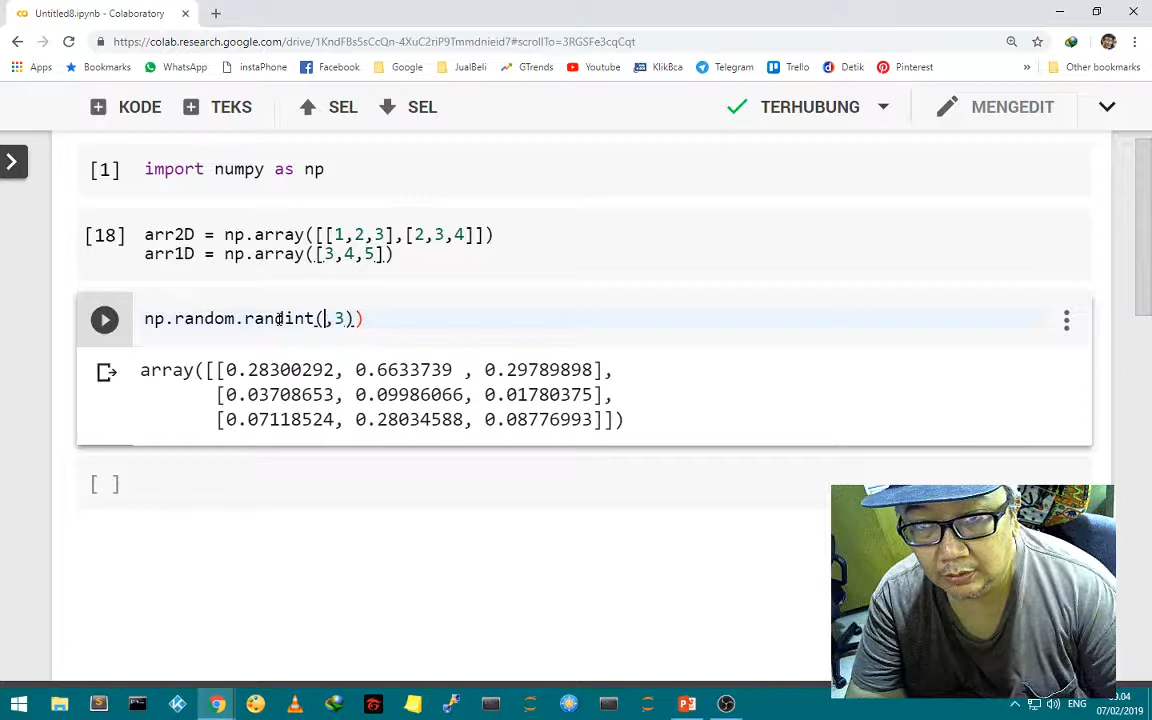 Untitled8.ipynb - Colaboratory
https://colab.research.google.com/drive/1KndFBs5sCcQn-4XuC2riP9Tmmdnieid7#scrollTo=3RGSFe3cqCqt
Apps Bookmarks WhatsApp instaPhone Facebook Google JualBeli GTrends Youtube KlikBca Telegram Trello Detik Pinterest » Other bookmarks
KODE TEKS SEL SEL TERHUBUNG MENGEDIT
[1] import numpy as np
[18] arr2D = np.array([[1,2,3],[2,3,4]])
arr1D = np.array([3,4,5])
np.random.randint(,3))
array([[0.28300292, 0.6633739 , 0.29789898],
[0.03708653, 0.09986066, 0.01780375],
[0.07118524, 0.28034588, 0.08776993]])
[ ]
ENG
07/02/2019